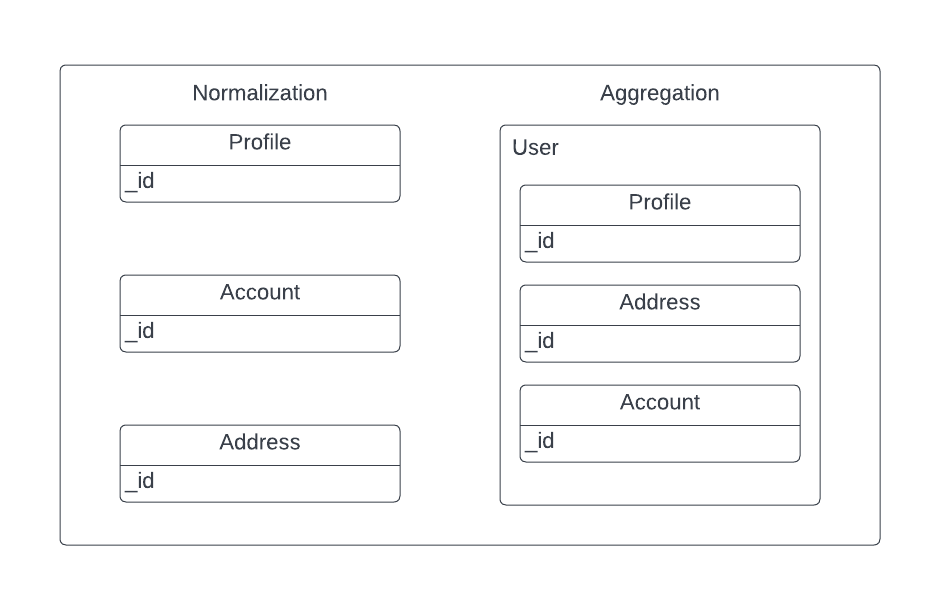 Normalization
Profile
_id
Account
_id
Address
_id
Aggregation
User
Profile
_id
Address
_id
Account
_id